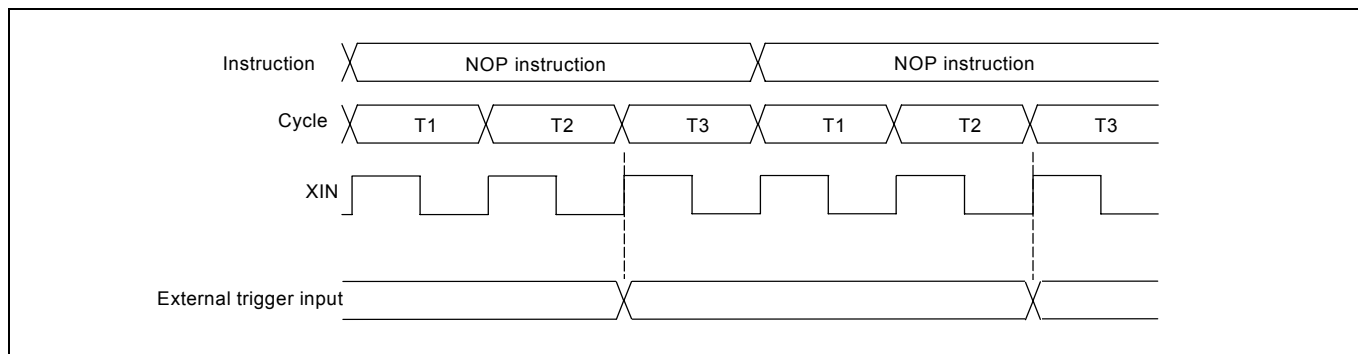 Instruction NOP instruction NOP instruction
Cycle T1 T2 T3 T1 T2 T3
XIN
External trigger input